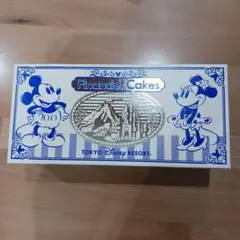 Financier Cakes
TOKYO Disney RESORT®